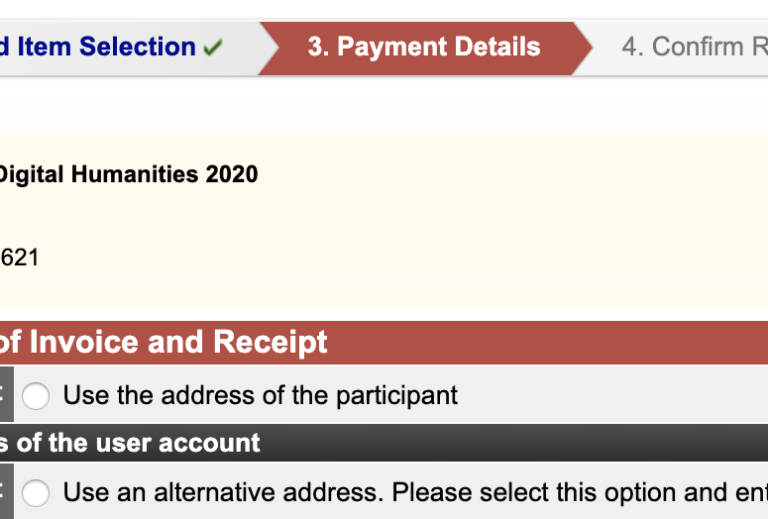 d Item Selection ✓
3. Payment Details
4. Confirm R
Digital Humanities 2020
621
of Invoice and Receipt
: Use the address of the participant
s of the user account
: Use an alternative address. Please select this option and ent